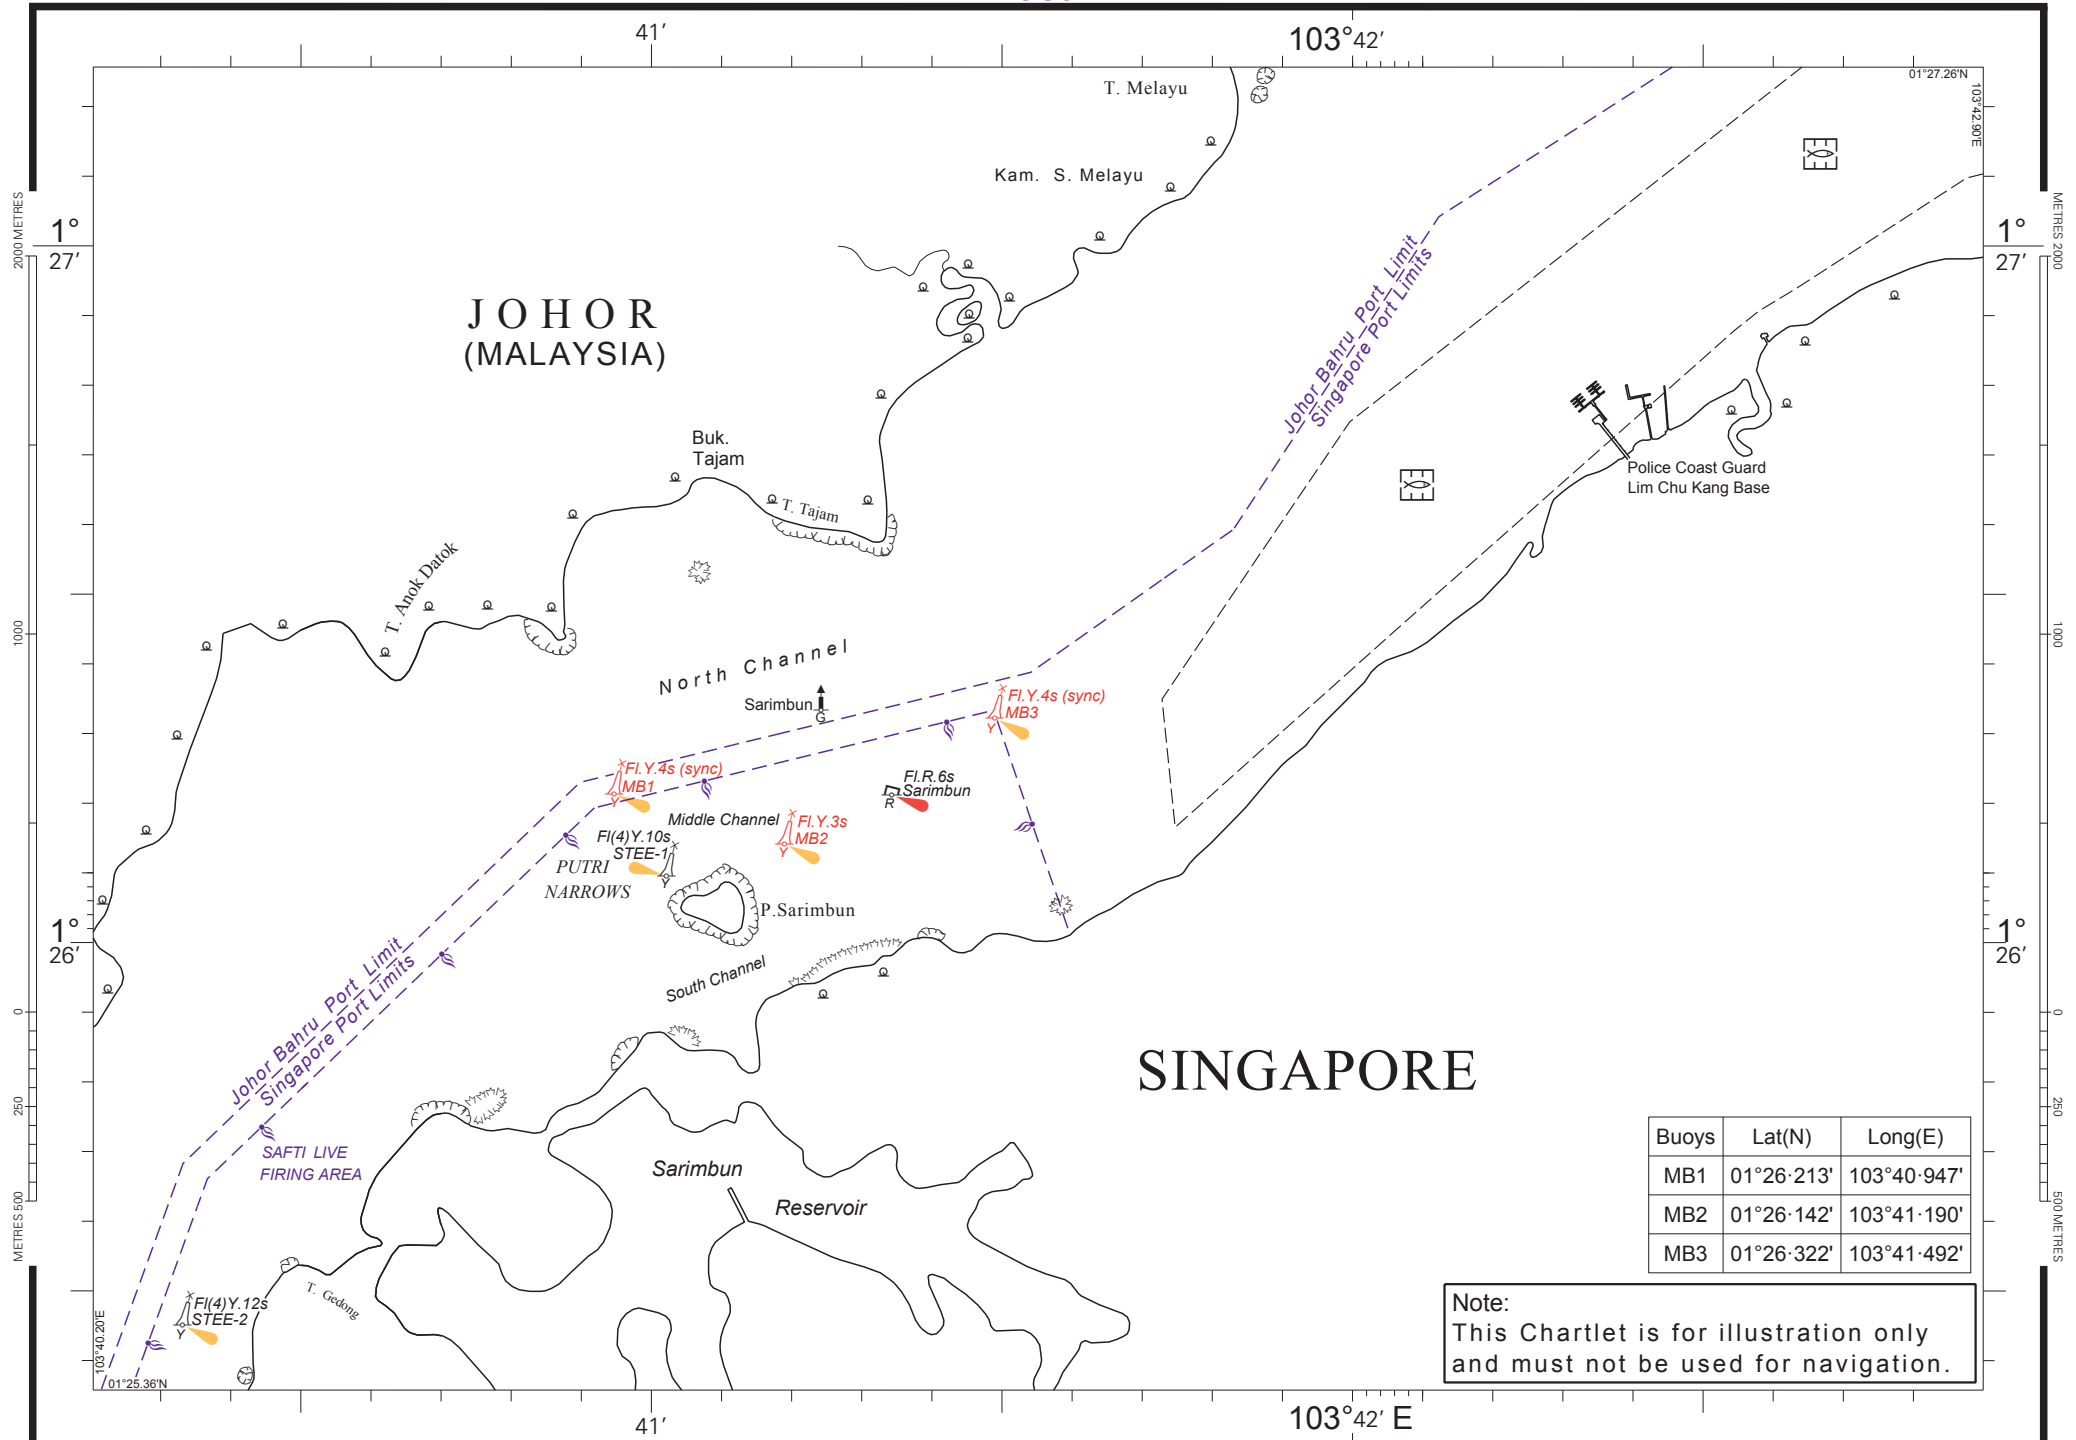 41′
103°42′
01°27.26'N
103°42.90'E
T. Melayu
Kam. S. Melayu
2000 METRES
METRES 2000
1°
27′
1°
27′
JOHOR
(MALAYSIA)
Johor Bahru Port Limit
Singapore Port Limits
Buk.
Tajam
T. Tajam
Police Coast Guard
Lim Chu Kang Base
T. Anok Datok
1000
1000
North Channel
Sarimbun
G
Fl.Y.4s (sync)
MB3
Y
Fl.Y.4s (sync)
MB1
Y
Fl.R.6s
Sarimbun
R
Middle Channel
Fl.Y.3s
MB2
Y
Fl(4)Y.10s
STEE-1
Y
PUTRI
NARROWS
P.Sarimbun
1°
26′
1°
26′
South Channel
Johor Bahru Port Limit
Singapore Port Limits
0
0
SINGAPORE
250
250
SAFTI LIVE
FIRING AREA
Sarimbun
Reservoir
METRES 500
500 METRES
Buoys Lat(N) Long(E)
MB1 01°26·213' 103°40·947'
MB2 01°26·142' 103°41·190'
MB3 01°26·322' 103°41·492'
T. Gedong
Fl(4)Y.12s
STEE-2
Y
Note:
This Chartlet is for illustration only
and must not be used for navigation.
103°40.20'E
01°25.36'N
41′
103°42′ E